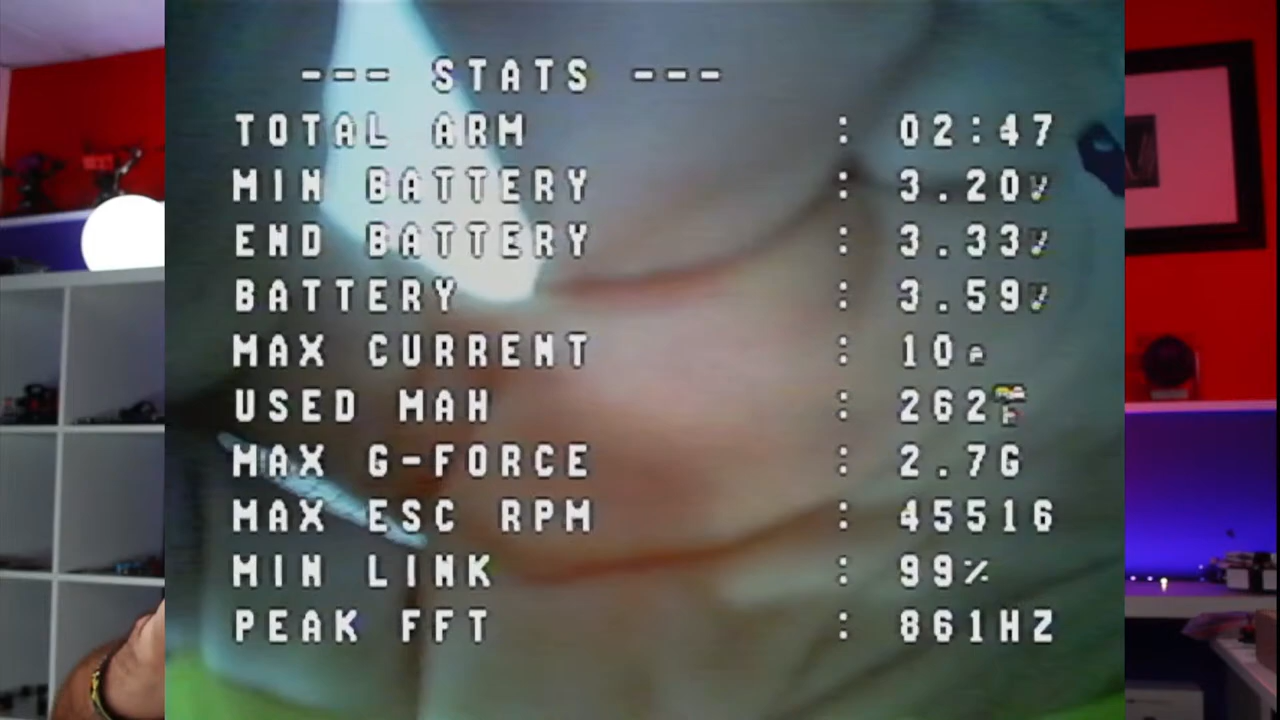 --- STATS ---
TOTAL ARM : 02:47
MIN BATTERY : 3.20V
END BATTERY : 3.33V
BATTERY : 3.59V
MAX CURRENT : 10A
USED MAH : 262
MAX G-FORCE : 2.7G
MAX ESC RPM : 45516
MIN LINK : 99%
PEAK FFT : 861HZ